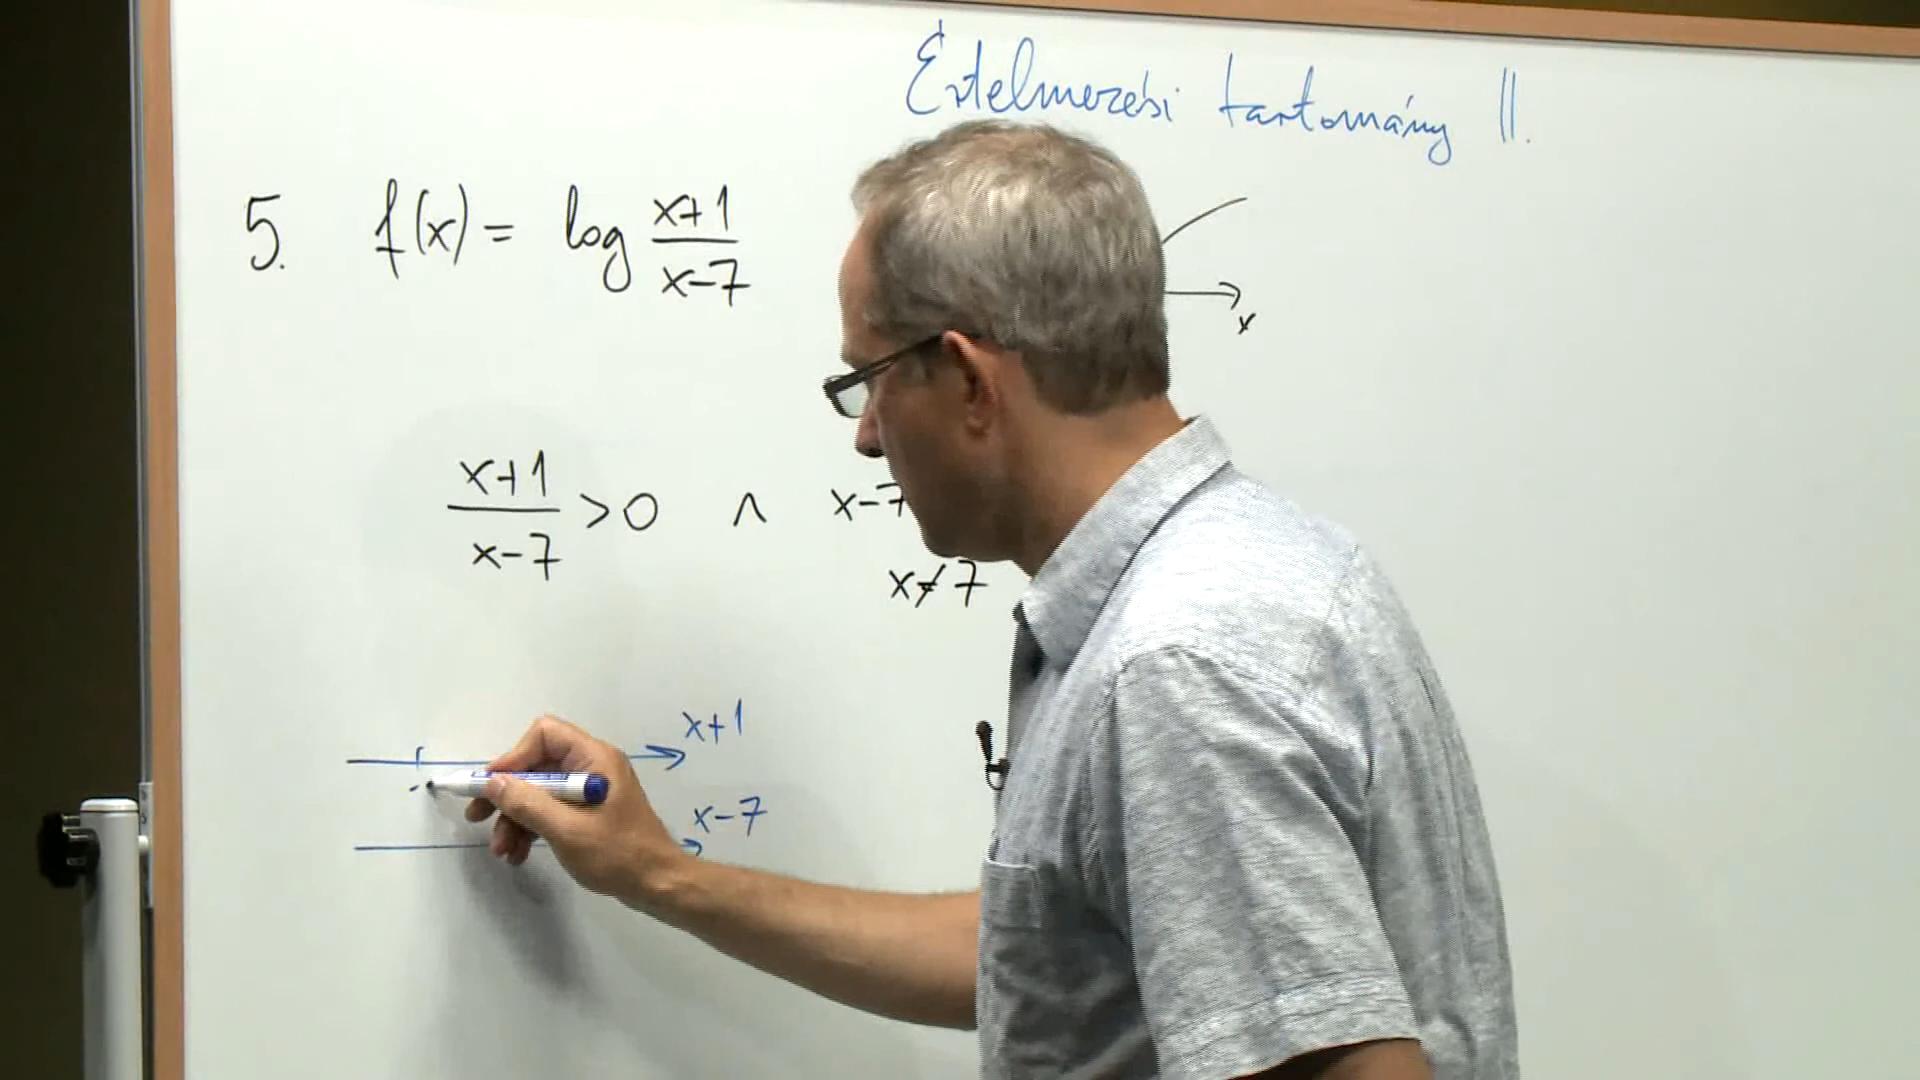 Értelmezési tartomány II.
5. f(x) = log (x+1)/(x-7)
x
(x+1)/(x-7) > 0 ∧ x-7
x≠7
x+1
x-7